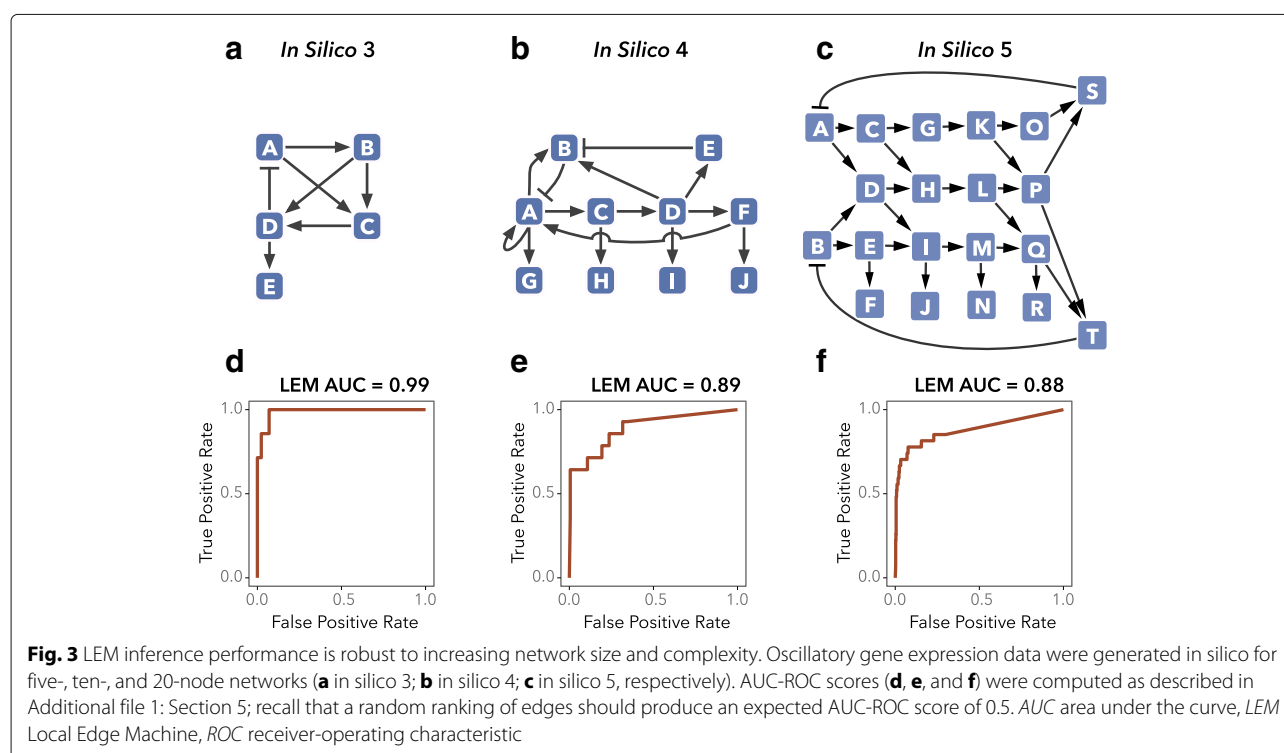 a In Silico 3
b In Silico 4
c In Silico 5
A B
D C
E
B E
A C D F
G H I J
S
A C G K O
D H L P
B E I M Q
F J N R
T
d
LEM AUC = 0.99
True Positive Rate
1.0
0.5
0.0
0.0 0.5 1.0
False Positive Rate
e
LEM AUC = 0.89
True Positive Rate
1.0
0.5
0.0
0.0 0.5 1.0
False Positive Rate
f
LEM AUC = 0.88
True Positive Rate
1.0
0.5
0.0
0.0 0.5 1.0
False Positive Rate
Fig. 3 LEM inference performance is robust to increasing network size and complexity. Oscillatory gene expression data were generated in silico for
five-, ten-, and 20-node networks (a in silico 3; b in silico 4; c in silico 5, respectively). AUC-ROC scores (d, e, and f) were computed as described in
Additional file 1: Section 5; recall that a random ranking of edges should produce an expected AUC-ROC score of 0.5. AUC area under the curve, LEM
Local Edge Machine, ROC receiver-operating characteristic